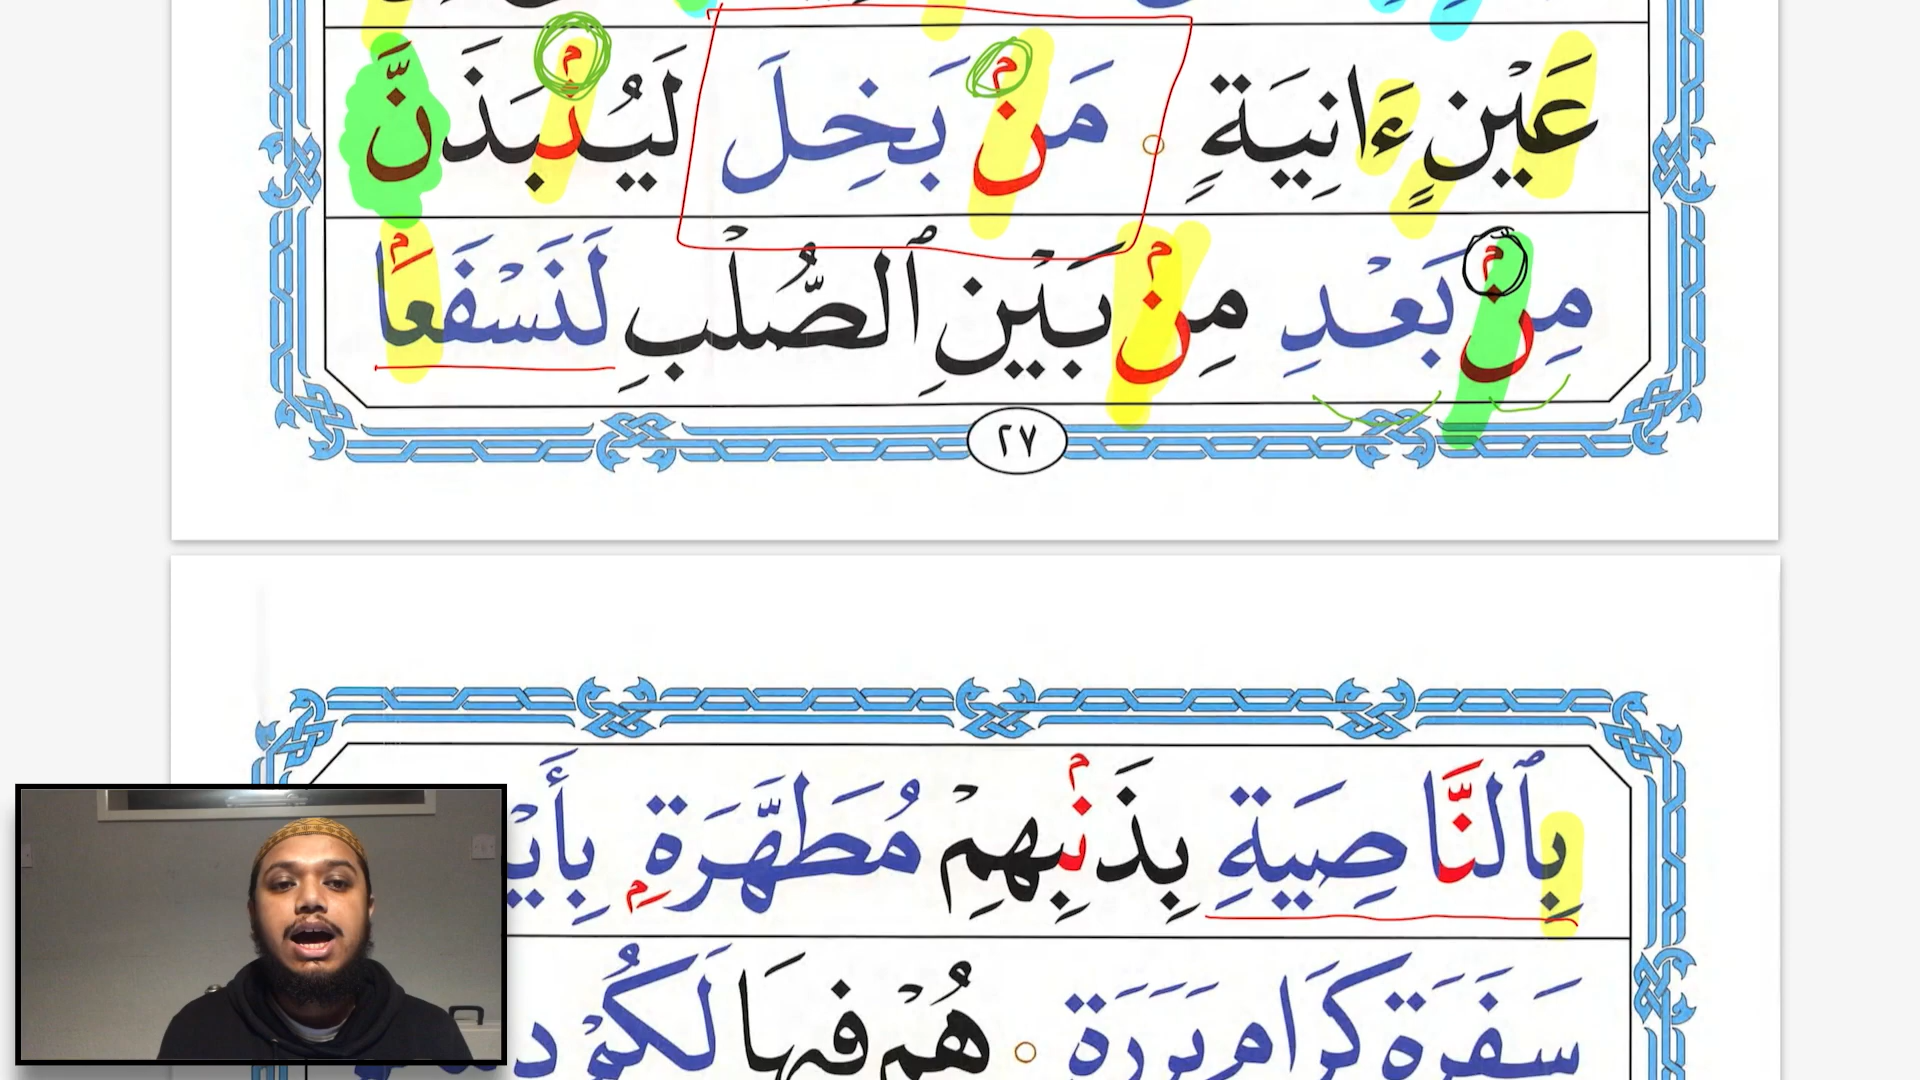 عَيْنٍ ءَانِيَةٍ ○ مَنۢ بَخِلَ لَيُنۢبَذَنَّ
مِنۢ بَعْدِ مِنۢ بَيْنِ ٱلصُّلْبِ لَنَسْفَعَۢا
٢٧
بِٱلنَّاصِيَةِ بِذَنۢبِهِمْ مُطَهَّرَةٍۭ بِأَيْ
سَفَرَةٍ كِرَامٍ بَرَرَةٍ ○ هُمْ فِيهَا لَكُمْ